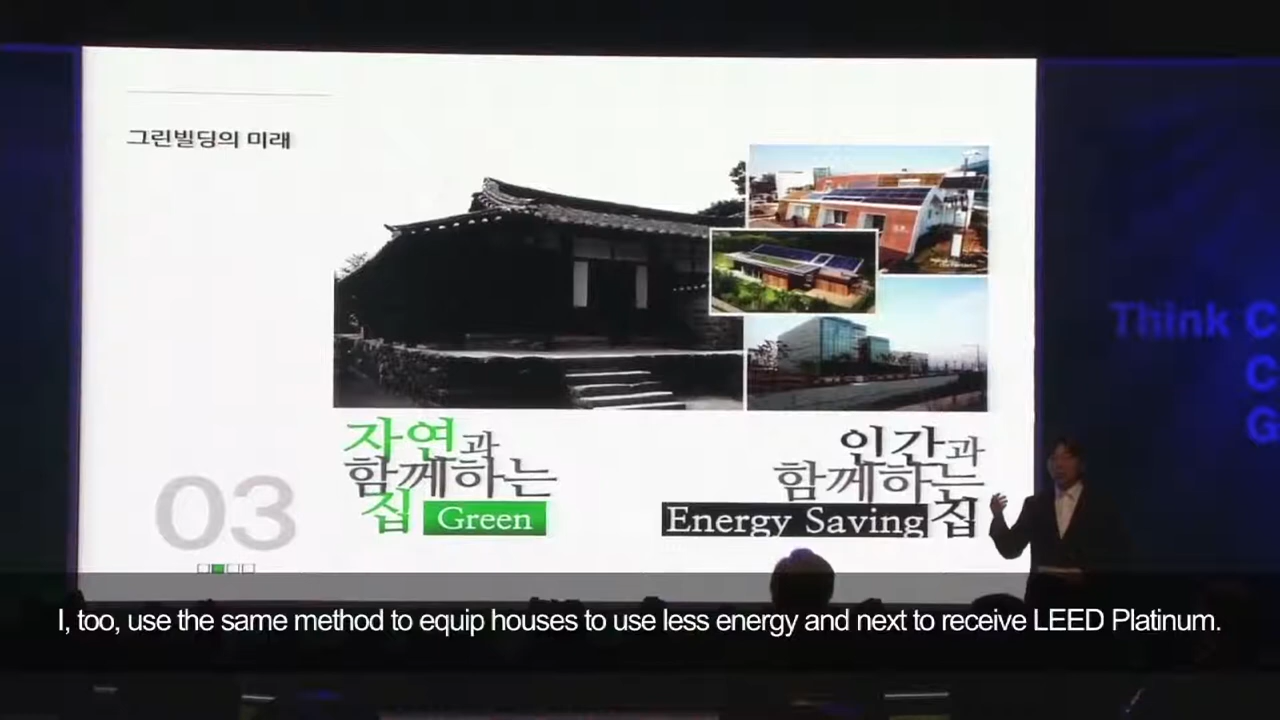 그린빌딩의 미래
자연과
함께하는
집 Green
인간과
함께하는
Energy Saving 집
03
Think C
C
G
I, too, use the same method to equip houses to use less energy and next to receive LEED Platinum.